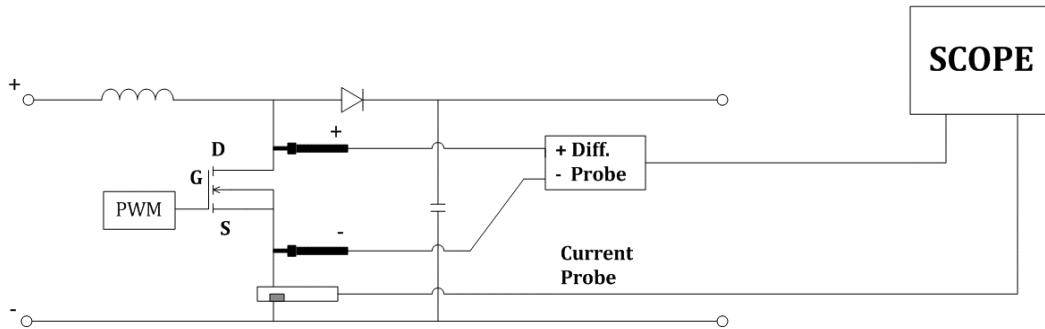 SCOPE
+
+
D
+ Diff.
- Probe
G
PWM
S
-
Current
Probe
-